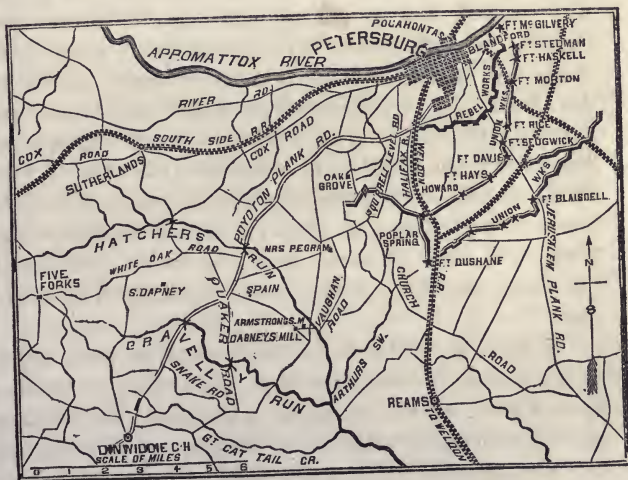 POCAHONTAS
Ft McGILVERY
BLANDFORD
PETERSBURG
Ft STEDMAN
Ft HASKELL
APPOMATTOX RIVER
Ft MORTON
RIVER RD.
REBEL WORKS
UNION WKS
SOUTH SIDE R.R.
COX ROAD
Ft RICE
Ft SEDGWICK
COX ROAD
BOYDTON PLANK RD.
SQUIRREL LEVEL RD
HALIFAX R.
WELDON
Ft DAVIS
SUTHERLANDS
OAK GROVE
Ft HAYS
HOWARD
Ft BLAISDELL
UNION WKS
HATCHERS RUN
POPLAR SPRING
WHITE OAK ROAD
MRS PEGRAM
Ft DUSHANE
JERUSALEM PLANK RD.
FIVE FORKS
S. DAPNEY
SPAIN
QUAKER ROAD
VAUGHAN ROAD
CHURCH ROAD
R.R.
N
S
ARMSTRONGS M.
DABNEYS MILL
GRAVELLY RUN
SNAKE RD
ARTHURS SW.
REAMS
TO WELDON
DINWIDDIE C·H
GT CAT TAIL CR.
SCALE OF MILES
0 1 2 3 4 5 6